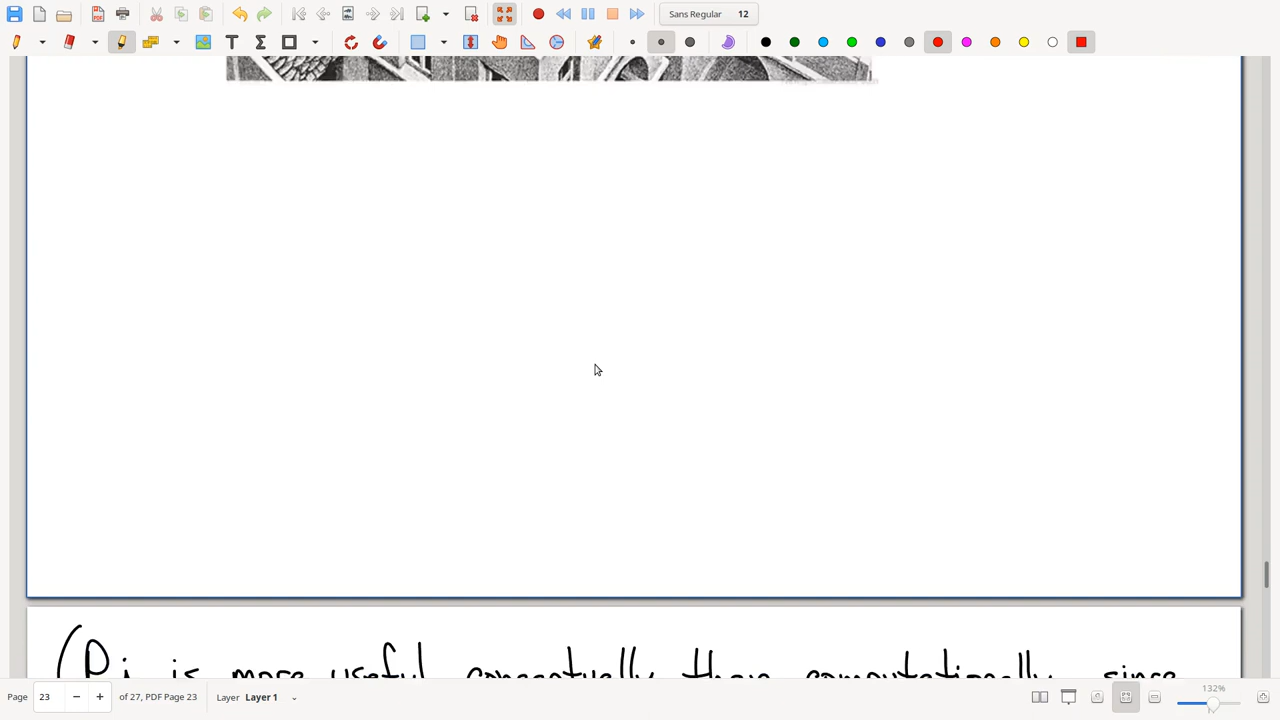 Sans Regular 12
(P_i is more useful conceptually than computationally, since
Page 23 of 27, PDF Page 23 Layer Layer 1 132%